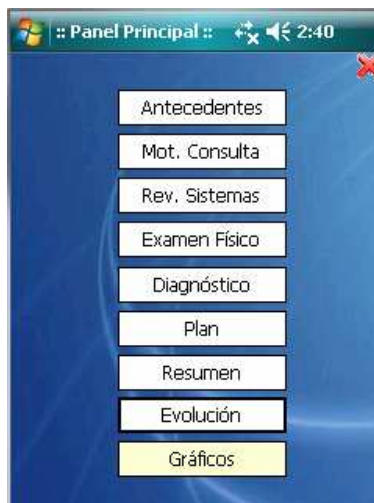 :: Panel Principal :: 2:40
Antecedentes
Mot. Consulta
Rev. Sistemas
Examen Físico
Diagnóstico
Plan
Resumen
Evolución
Gráficos